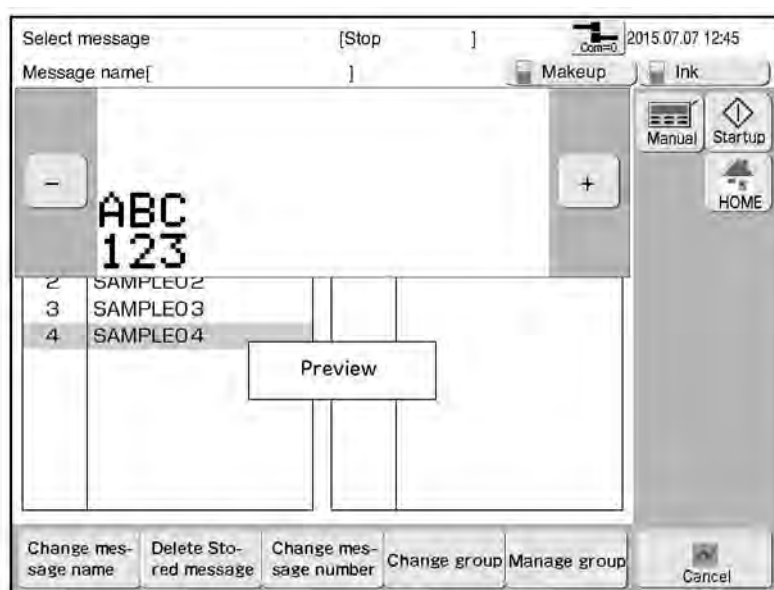 Select message [Stop ] Com=0 2015.07.07 12:45
Message name[ ] Makeup Ink
Manual Startup
- +
HOME
ABC
123
2 SAMPLE02
3 SAMPLE03
4 SAMPLE04
Preview
Change mes-
sage name
Delete Sto-
red message
Change mes-
sage number
Change group
Manage group
Cancel